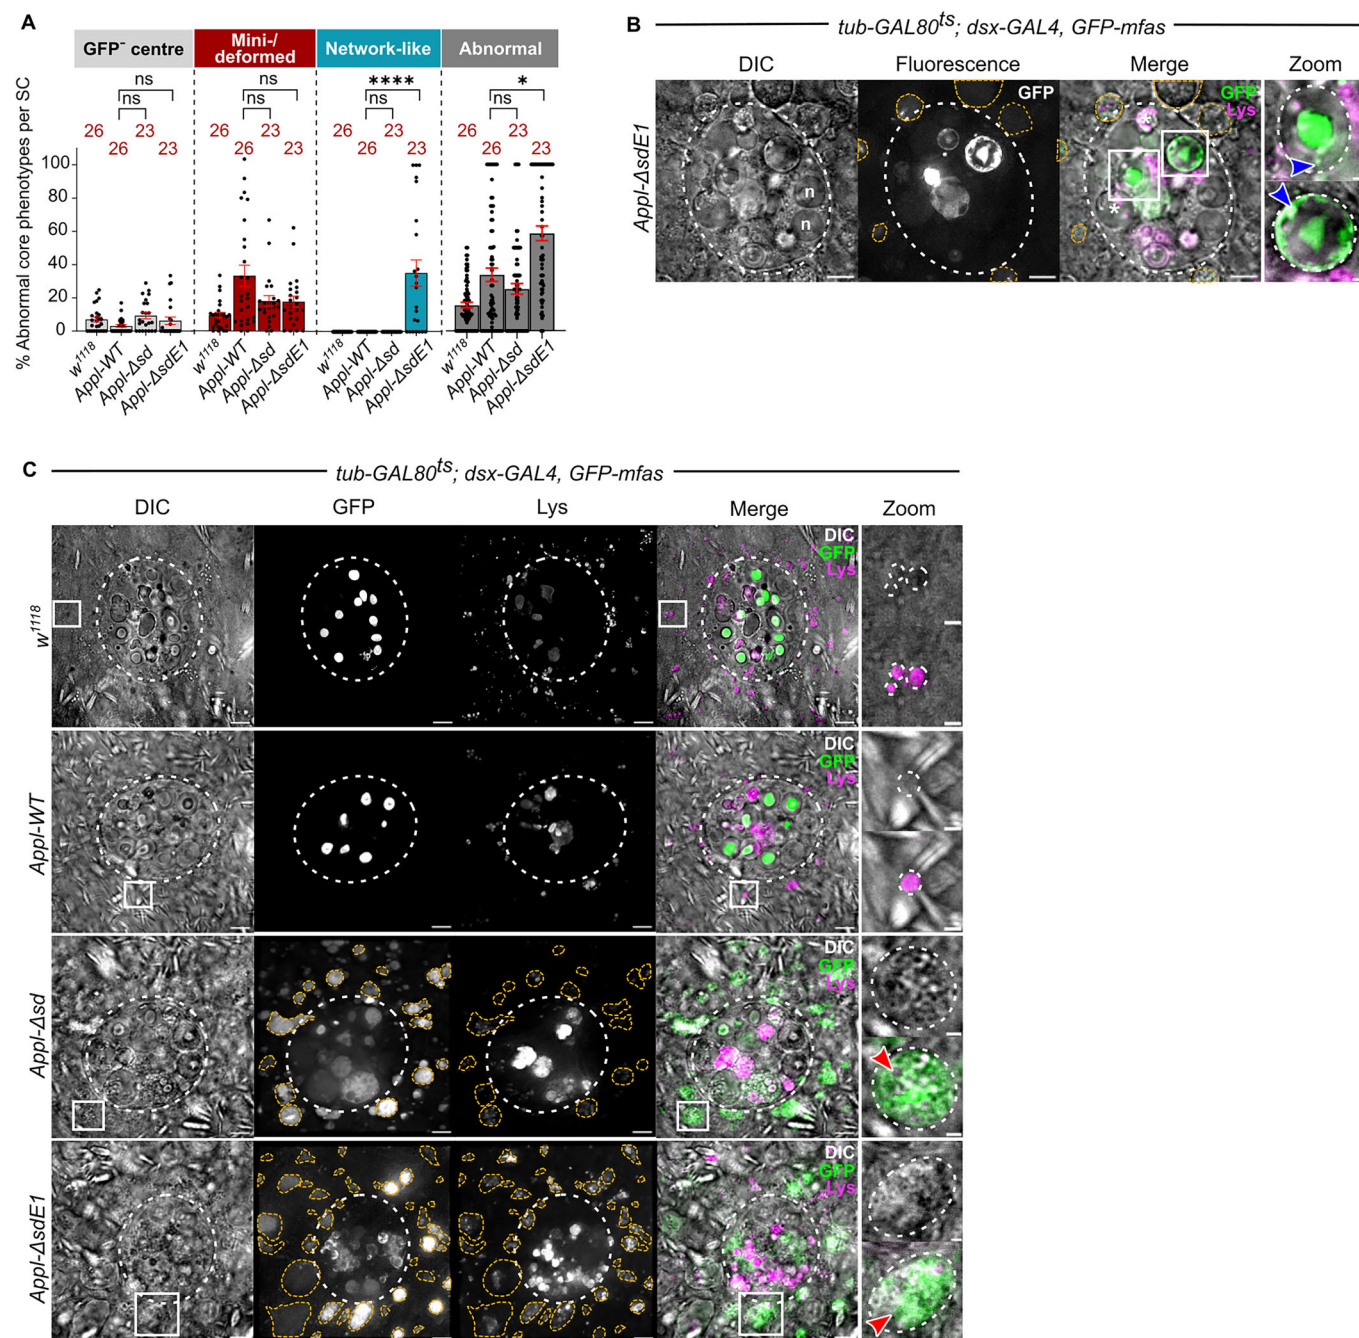 A
GFP⁻ centre
Mini-/
deformed
Network-like
Abnormal
ns
ns
ns
ns
****
ns
*
ns
26 23 26 23 26 23 26 23
26 23 26 23 26 23 26 23
% Abnormal core phenotypes per SC
100
80
60
40
20
0
w¹¹¹⁸
Appl-WT
Appl-Δsd
Appl-ΔsdE1
w¹¹¹⁸
Appl-WT
Appl-Δsd
Appl-ΔsdE1
w¹¹¹⁸
Appl-WT
Appl-Δsd
Appl-ΔsdE1
w¹¹¹⁸
Appl-WT
Appl-Δsd
Appl-ΔsdE1
B
tub-GAL80ᵗˢ; dsx-GAL4, GFP-mfas
DIC Fluorescence Merge Zoom
Appl-ΔsdE1
n
n
GFP
GFP
Lys
*
*
C
tub-GAL80ᵗˢ; dsx-GAL4, GFP-mfas
DIC GFP Lys Merge Zoom
w¹¹¹⁸
DIC
GFP
Lys
Appl-WT
DIC
GFP
Lys
Appl-Δsd
DIC
GFP
Lys
Appl-ΔsdE1
DIC
GFP
Lys